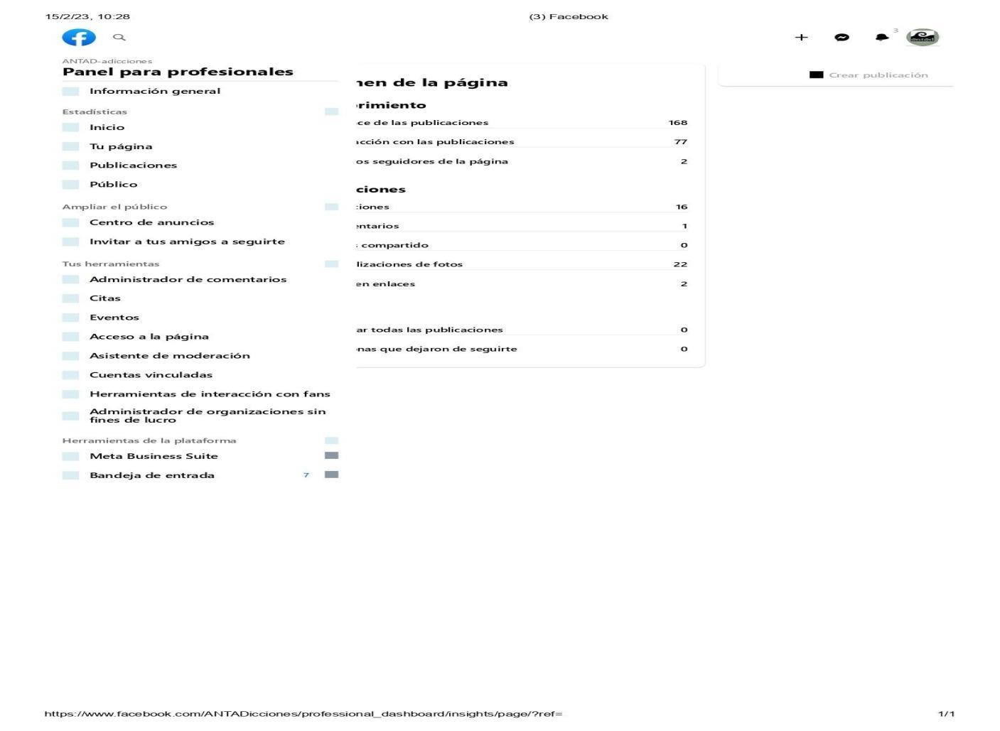 15/2/23, 10:28
(3) Facebook
3
ANTAD-adicciones
Panel para profesionales
Información general
Estadísticas
Inicio
Tu página
Publicaciones
Público
Ampliar el público
Centro de anuncios
Invitar a tus amigos a seguirte
Tus herramientas
Administrador de comentarios
Citas
Eventos
Acceso a la página
Asistente de moderación
Cuentas vinculadas
Herramientas de interacción con fans
Administrador de organizaciones sin
fines de lucro
Herramientas de la plataforma
Meta Business Suite
Bandeja de entrada 7
nen de la página
rimiento
ce de las publicaciones 168
acción con las publicaciones 77
os seguidores de la página 2
ciones
ciones 16
entarios 1
compartido 0
lizaciones de fotos 22
en enlaces 2
ar todas las publicaciones 0
nas que dejaron de seguirte 0
Crear publicación
https://www.facebook.com/ANTADicciones/professional_dashboard/insights/page/?ref=
1/1